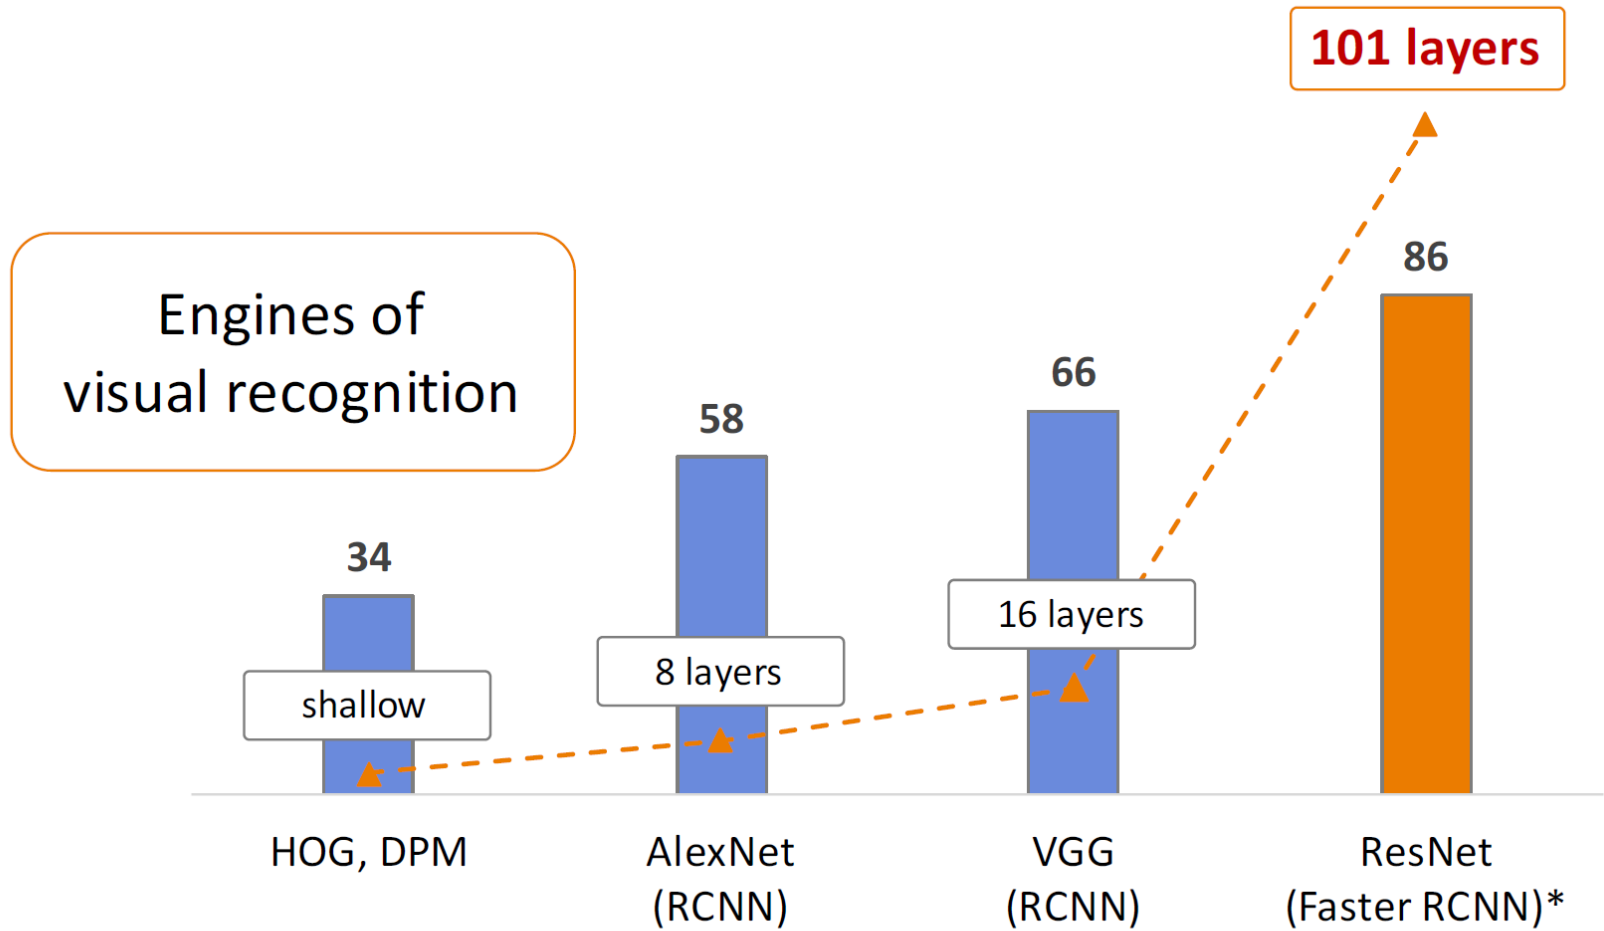 101 layers
Engines of
visual recognition
34
58
66
86
shallow
8 layers
16 layers
HOG, DPM
AlexNet
(RCNN)
VGG
(RCNN)
ResNet
(Faster RCNN)*